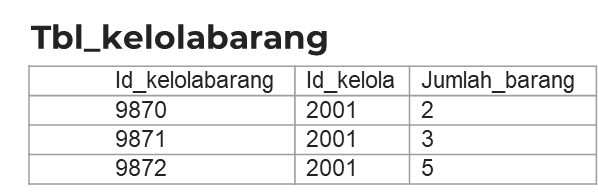 Tbl_kelolabarang
Id_kelolabarang Id_kelola Jumlah_barang
9870 2001 2
9871 2001 3
9872 2001 5